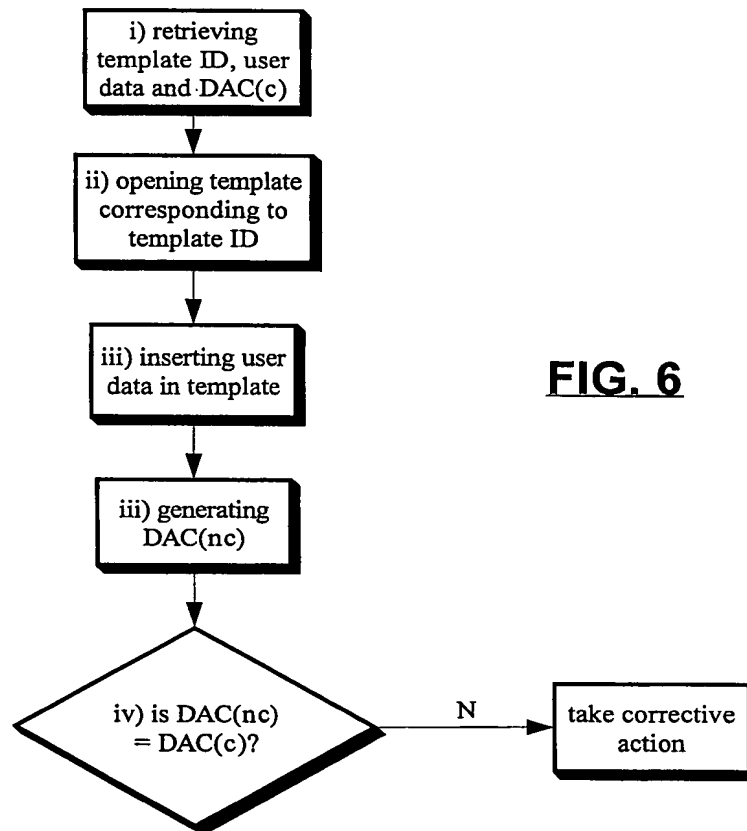 i) retrieving
template ID, user
data and DAC(c)
ii) opening template
corresponding to
template ID
iii) inserting user
data in template
FIG. 6
iii) generating
DAC(nc)
iv) is DAC(nc)
= DAC(c)?
N
take corrective
action